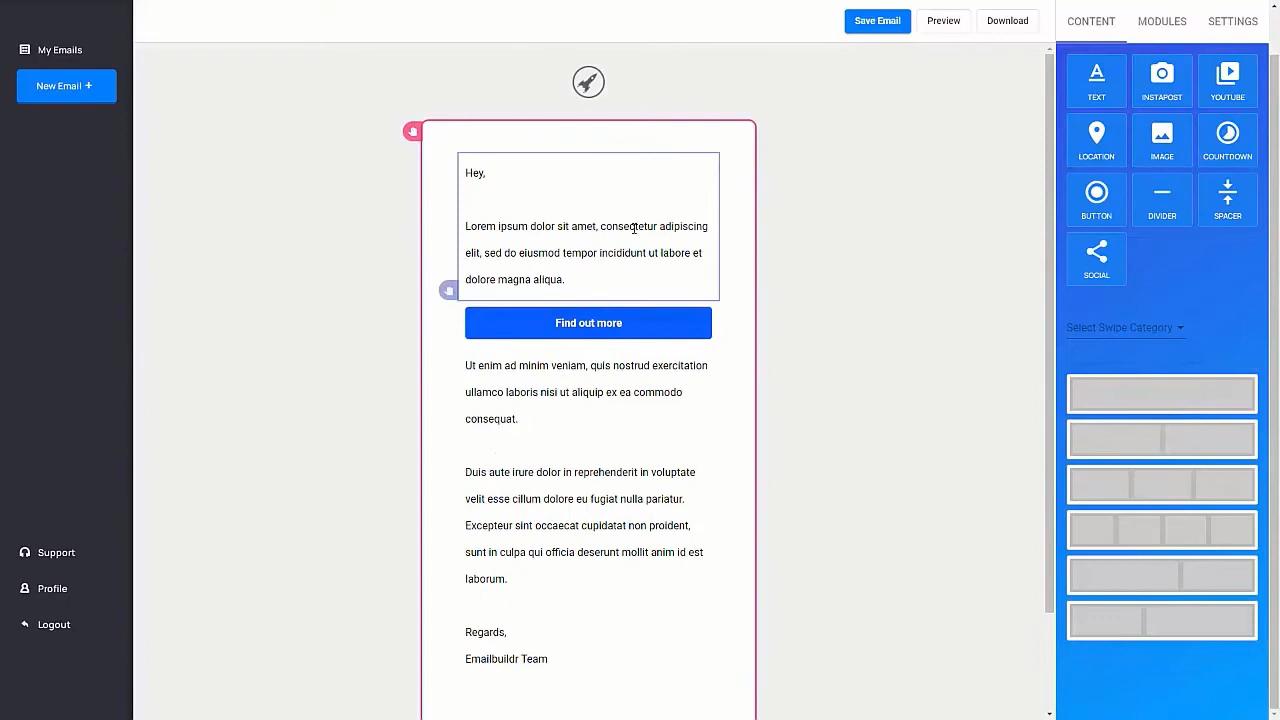 My Emails
New Email +
Support
Profile
Logout
Save Email
Preview
Download
Hey,
Lorem ipsum dolor sit amet, consectetur adipiscing
elit, sed do eiusmod tempor incididunt ut labore et
dolore magna aliqua.
Find out more
Ut enim ad minim veniam, quis nostrud exercitation
ullamco laboris nisi ut aliquip ex ea commodo
consequat.
Duis aute irure dolor in reprehenderit in voluptate
velit esse cillum dolore eu fugiat nulla pariatur.
Excepteur sint occaecat cupidatat non proident,
sunt in culpa qui officia deserunt mollit anim id est
laborum.
Regards,
Emailbuildr Team
CONTENT
MODULES
SETTINGS
TEXT
INSTAPOST
YOUTUBE
LOCATION
IMAGE
COUNTDOWN
BUTTON
DIVIDER
SPACER
SOCIAL
Select Swipe Category